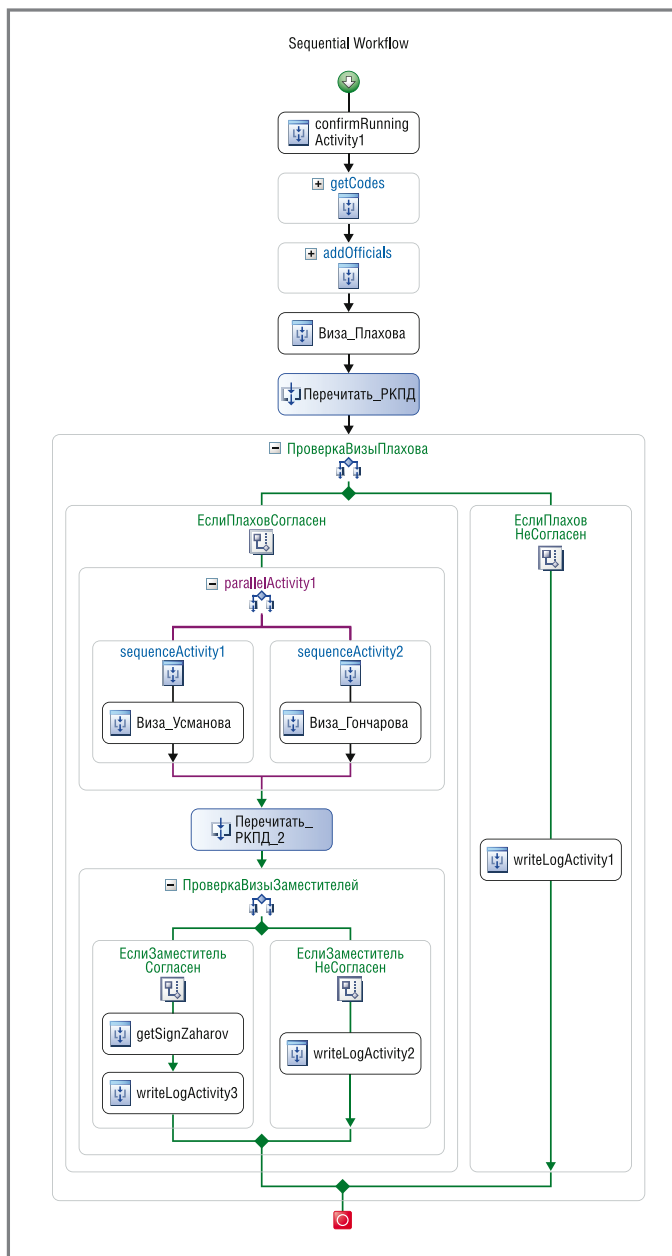 Sequential Workflow
confirmRunning
Activity1
getCodes
addOfficials
Виза_Плахова
Перечитать_РКПД
ПроверкаВизыПлахова
ЕслиПлаховСогласен
ЕслиПлахов
НеСогласен
parallelActivity1
sequenceActivity1
sequenceActivity2
Виза_Усманова
Виза_Гончарова
Перечитать_
РКПД_2
writeLogActivity1
ПроверкаВизыЗаместителей
ЕслиЗаместитель
Согласен
ЕслиЗаместитель
НеСогласен
getSignZaharov
writeLogActivity2
writeLogActivity3